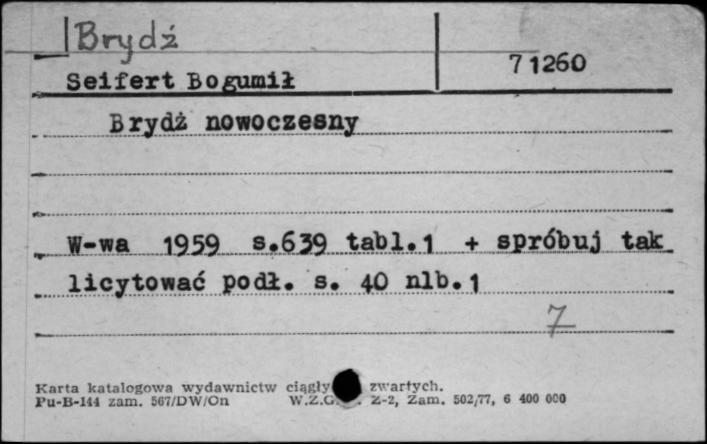 Brydź
Seifert Bogumił 71260
Brydż nowoczesny
W-wa 1959 s.639 tabl.1 + spróbuj tak
licytować podł. s. 40 nlb.1
7
Karta katalogowa wydawnictw ciągły zwartych.
Pu-B-144 zam. 567/DW/On W.Z.G. Z-2, Zam. 502/77, 6 400 000